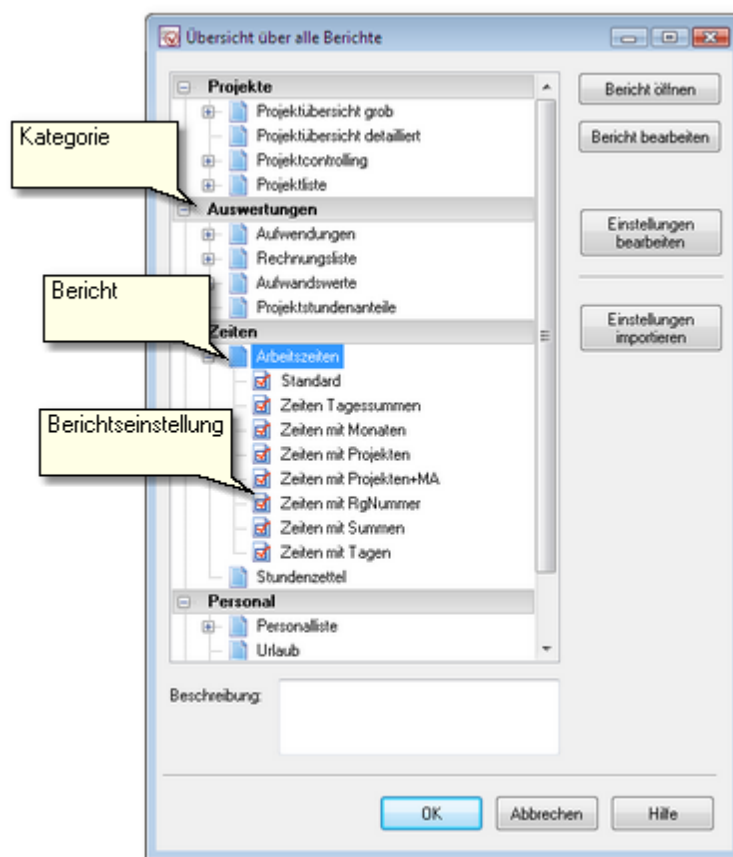 Übersicht über alle Berichte
Projekte
Projektübersicht grob
Projektübersicht detailliert
Projektcontrolling
Projektliste
Auswertungen
Aufwendungen
Rechnungsliste
Aufwandswerte
Projektstundenanteile
Zeiten
Arbeitszeiten
Standard
Zeiten Tagessummen
Zeiten mit Monaten
Zeiten mit Projekten
Zeiten mit Projekten+MA
Zeiten mit RgNummer
Zeiten mit Summen
Zeiten mit Tagen
Stundenzettel
Personal
Personalliste
Urlaub
Kategorie
Bericht
Berichtseinstellung
Bericht öffnen
Bericht bearbeiten
Einstellungen
bearbeiten
Einstellungen
importieren
Beschreibung:
OK
Abbrechen
Hilfe